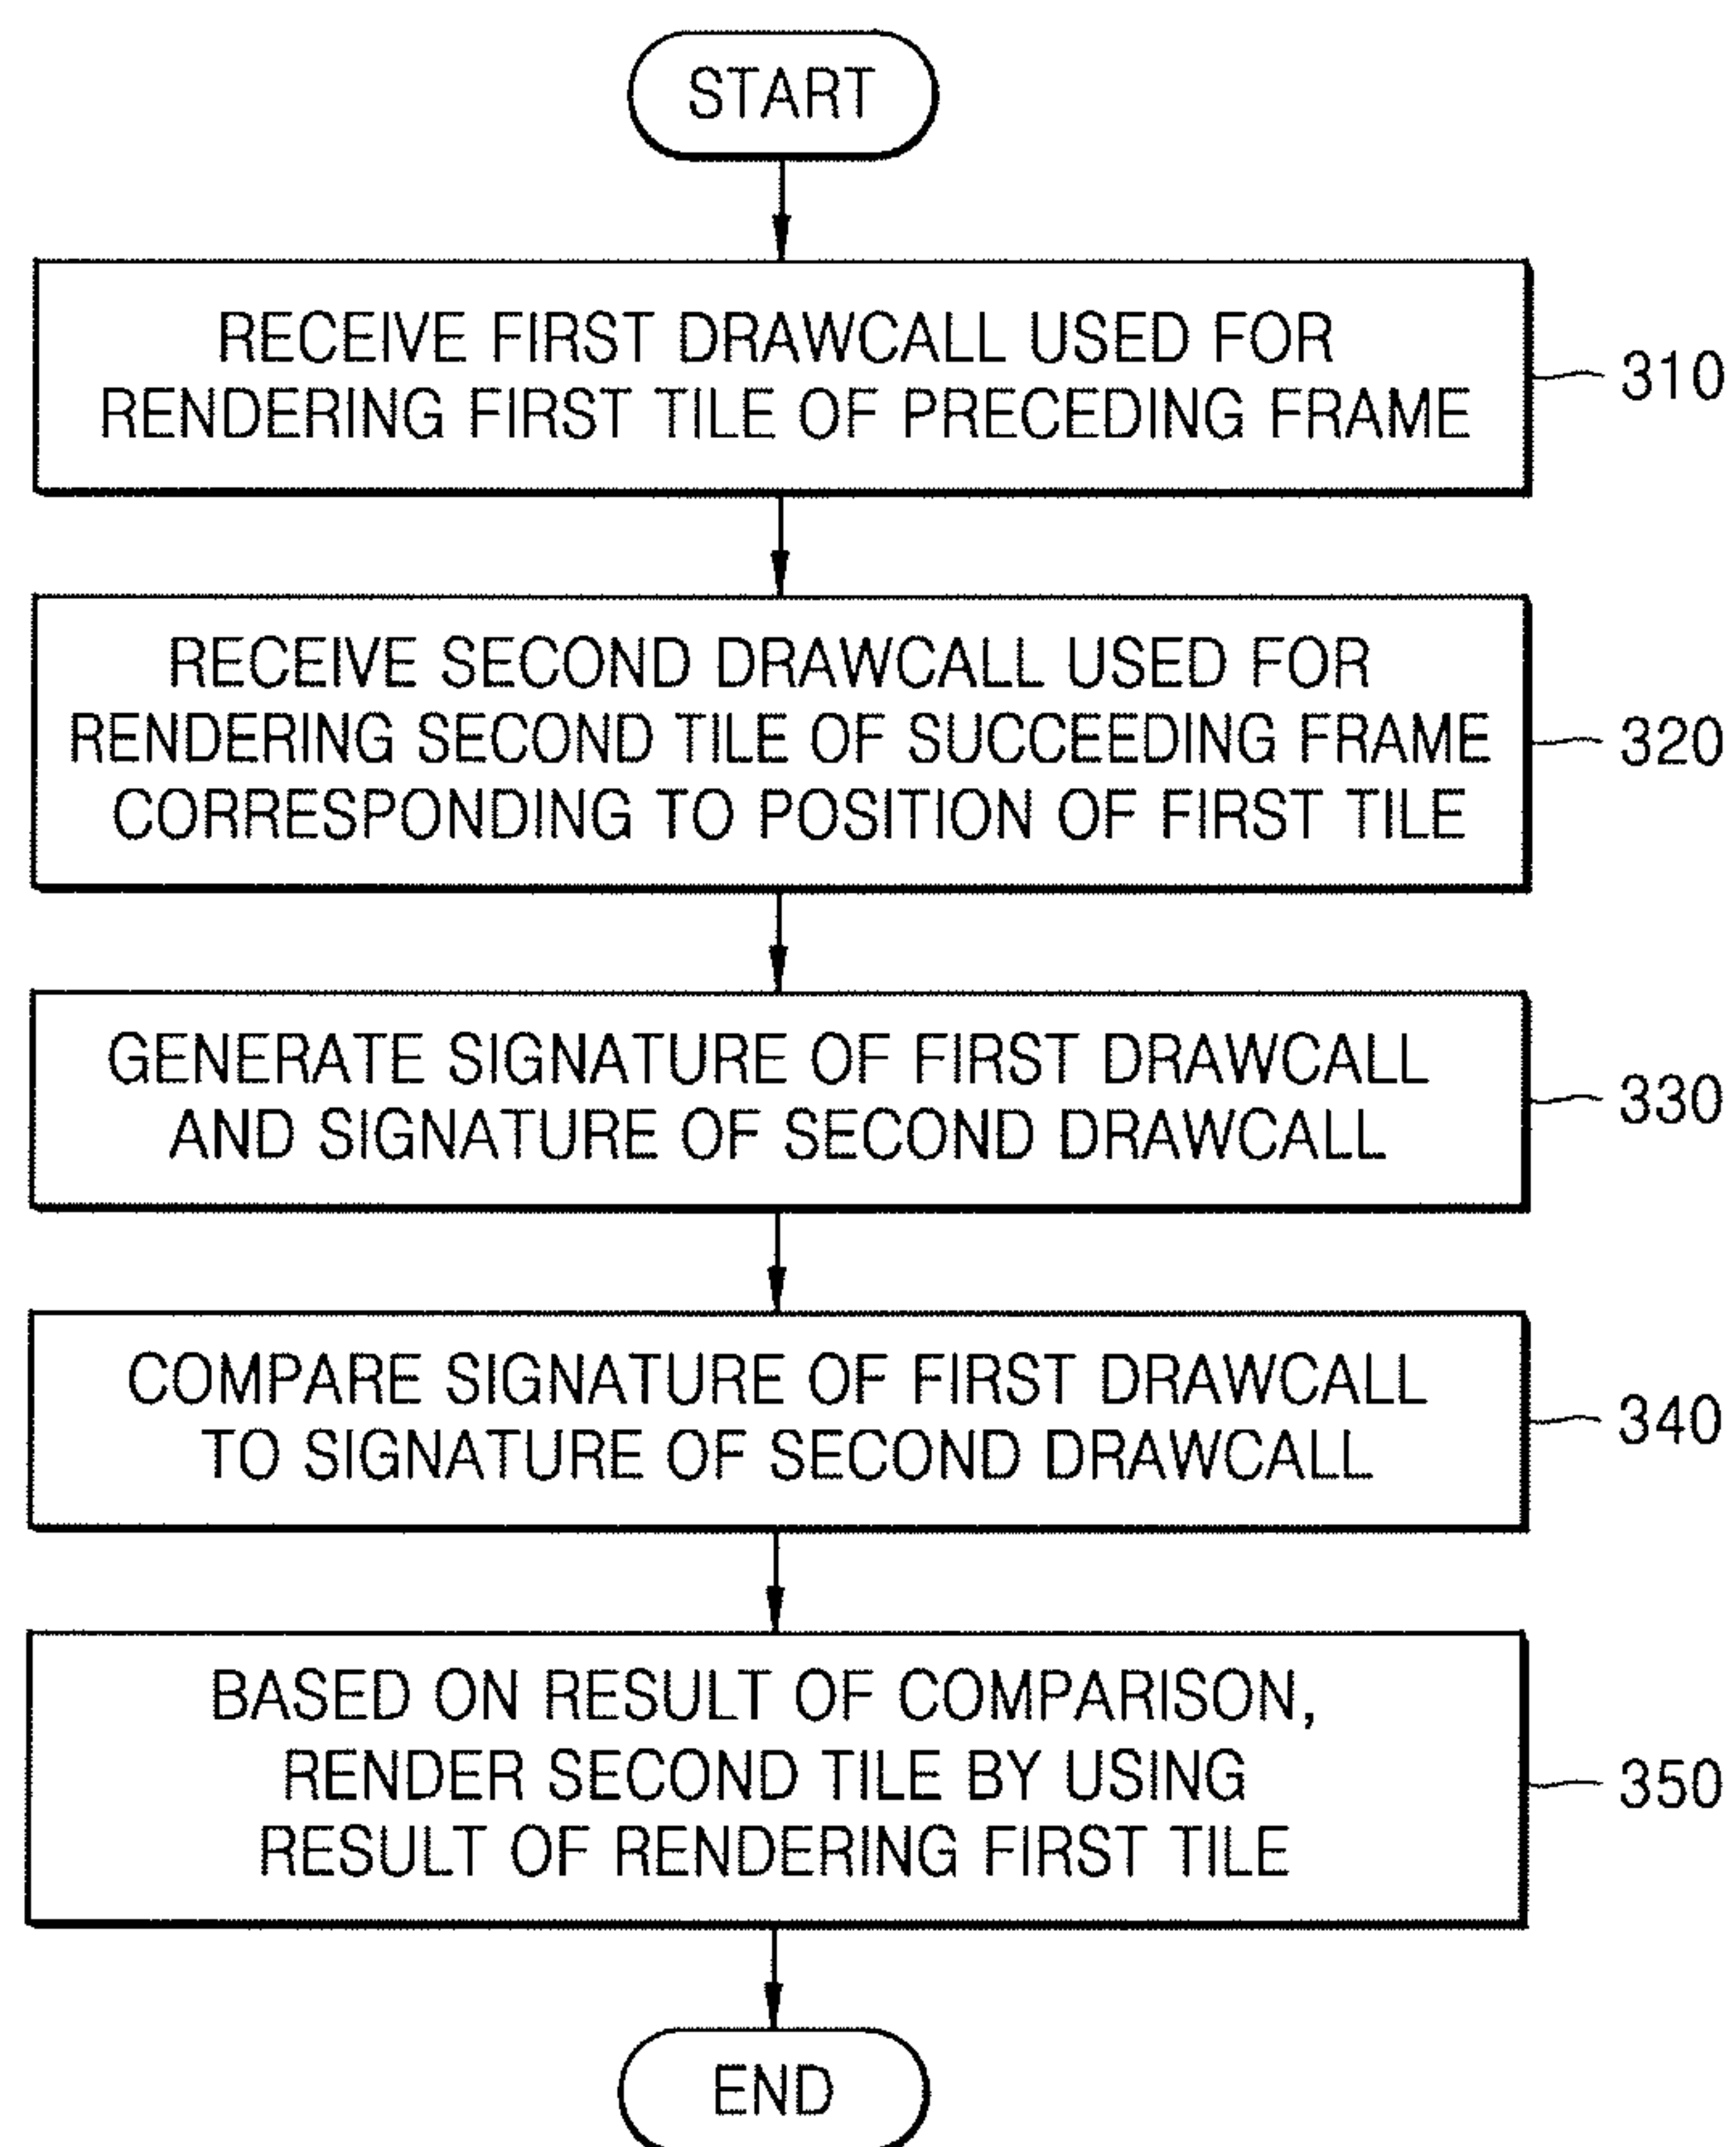 START
RECEIVE FIRST DRAWCALL USED FOR
RENDERING FIRST TILE OF PRECEDING FRAME
310
RECEIVE SECOND DRAWCALL USED FOR
RENDERING SECOND TILE OF SUCCEEDING FRAME
CORRESPONDING TO POSITION OF FIRST TILE
320
GENERATE SIGNATURE OF FIRST DRAWCALL
AND SIGNATURE OF SECOND DRAWCALL
330
COMPARE SIGNATURE OF FIRST DRAWCALL
TO SIGNATURE OF SECOND DRAWCALL
340
BASED ON RESULT OF COMPARISON,
RENDER SECOND TILE BY USING
RESULT OF RENDERING FIRST TILE
350
END